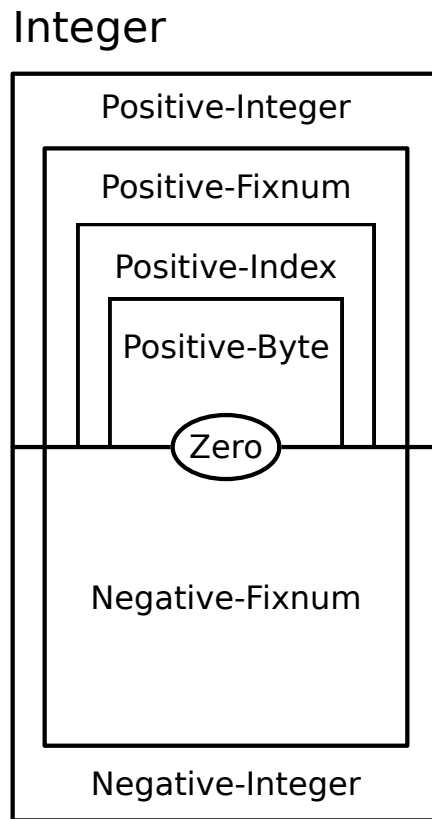 Integer
Positive-Integer
Positive-Fixnum
Positive-Index
Positive-Byte
Zero
Negative-Fixnum
Negative-Integer